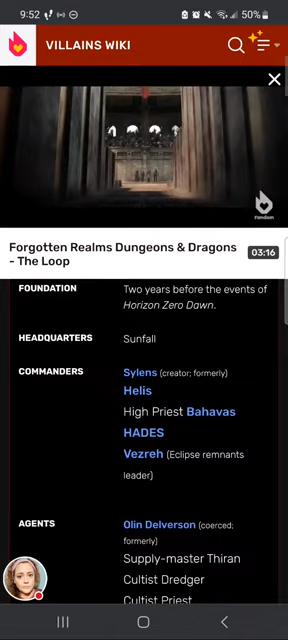 9:52
50%
VILLAINS WIKI
Fandom
Forgotten Realms Dungeons & Dragons
- The Loop
03:16
FOUNDATION
Two years before the events of
Horizon Zero Dawn.
HEADQUARTERS
Sunfall
COMMANDERS
Sylens (creator; formerly)
Helis
High Priest Bahavas
HADES
Vezreh (Eclipse remnants
leader)
AGENTS
Olin Delverson (coerced;
formerly)
Supply-master Thiran
Cultist Dredger
Cultist Priest